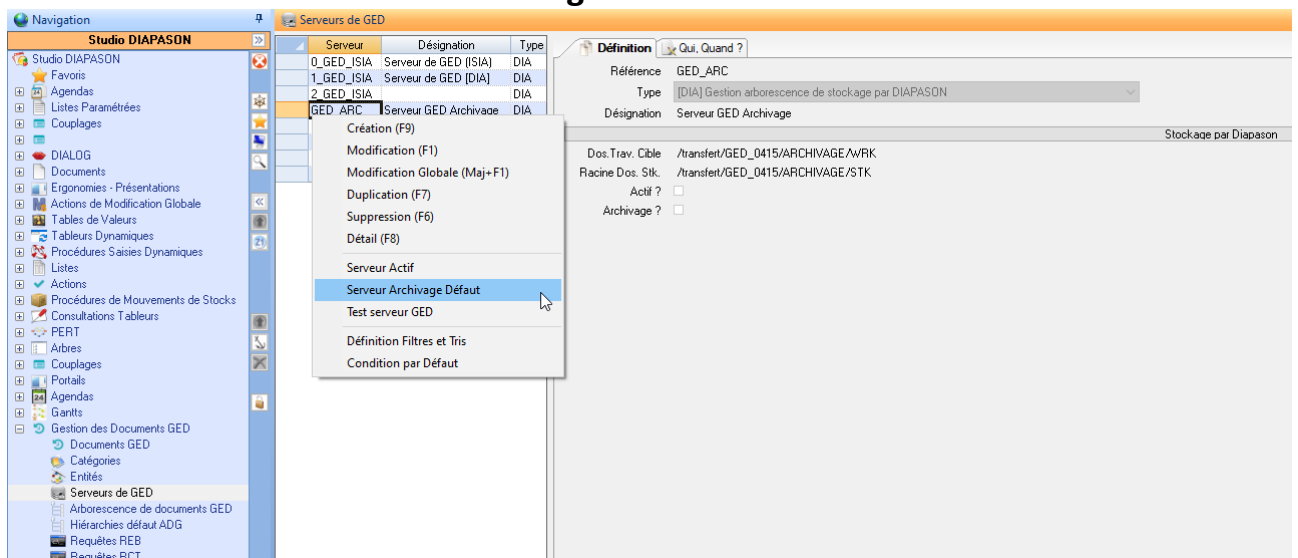 Navigation
Studio DIAPASON
Studio DIAPASON
Favoris
Agendas
Listes Paramétrées
Couplages
DIALOG
Documents
Ergonomies - Présentations
Actions de Modification Globale
Tables de Valeurs
Tableurs Dynamiques
Procédures Saisies Dynamiques
Listes
Actions
Procédures de Mouvements de Stocks
Consultations Tableurs
PERT
Arbres
Couplages
Portails
Agendas
Gantts
Gestion des Documents GED
Documents GED
Catégories
Entités
Serveurs de GED
Arborescence de documents GED
Hiérarchies défaut ADG
Requêtes REB
Requêtes RCT
Serveurs de GED
Serveur Désignation Type
0_GED_ISIA Serveur de GED (ISIA) DIA
1_GED_ISIA Serveur de GED [DIA] DIA
2_GED_ISIA DIA
GED_ARC Serveur GED Archivage DIA
Création (F9)
Modification (F1)
Modification Globale (Maj+F1)
Duplication (F7)
Suppression (F6)
Détail (F8)
Serveur Actif
Serveur Archivage Défaut
Test serveur GED
Définition Filtres et Tris
Condition par Défaut
Définition Qui, Quand ?
Référence GED_ARC
Type [DIA] Gestion arborescence de stockage par DIAPASON
Désignation Serveur GED Archivage
Stockage par Diapason
Dos.Trav. Cible /transfert/GED_0415/ARCHIVAGE/WRK
Racine Dos. Stk. /transfert/GED_0415/ARCHIVAGE/STK
Actif ?
Archivage ?